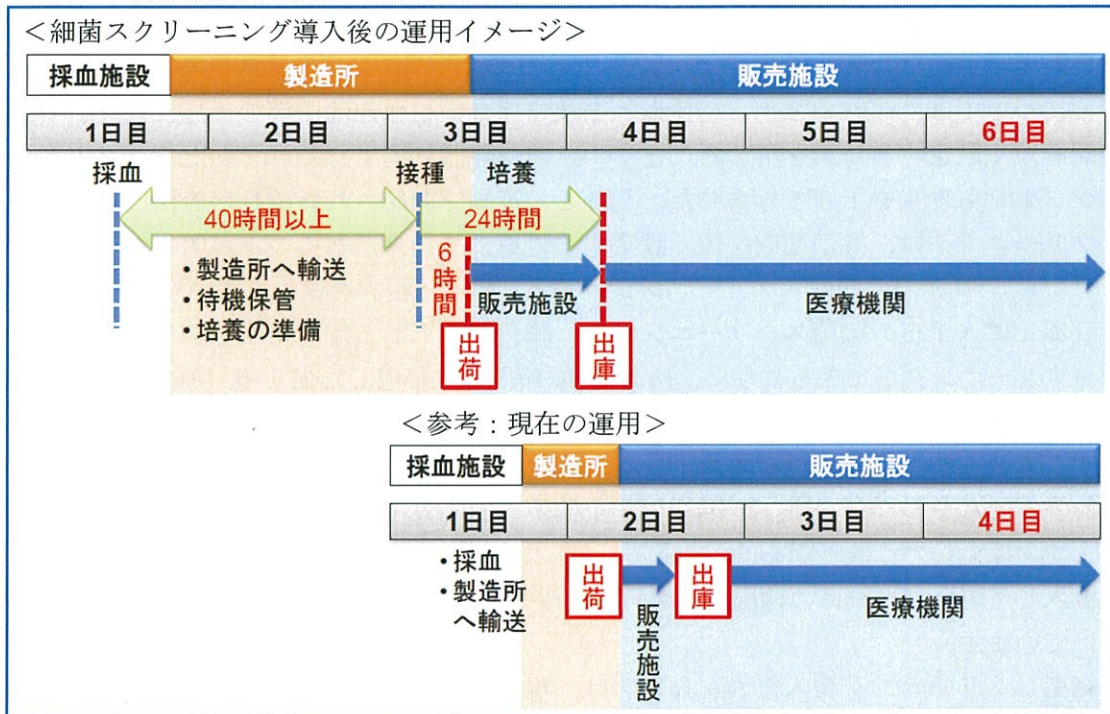 ＜細菌スクリーニング導入後の運用イメージ＞
採血施設 製造所 販売施設
1日目 2日目 3日目 4日目 5日目 6日目
採血 接種 培養
40時間以上 24時間
・製造所へ輸送
・待機保管
・培養の準備
6時間
販売施設 医療機関
出荷 出庫
＜参考：現在の運用＞
採血施設 製造所 販売施設
1日目 2日目 3日目 4日目
・採血
・製造所
へ輸送
出荷 出庫
販売施設
医療機関